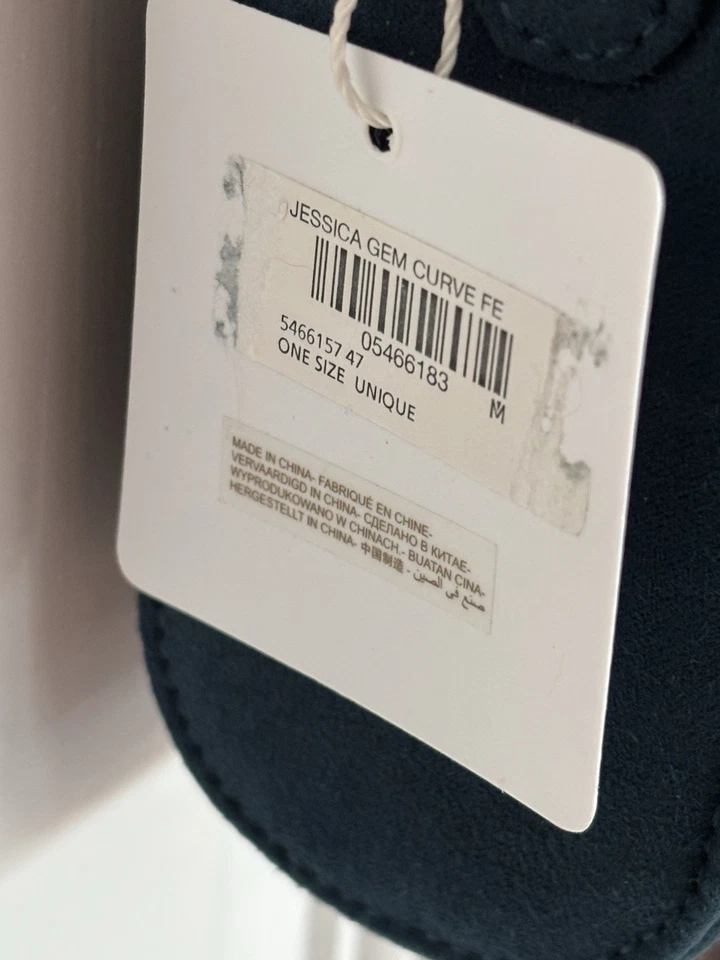 JESSICA GEM CURVE FE
05466183
5466157 47
M
ONE SIZE UNIQUE
MADE IN CHINA- FABRIQUÉ EN CHINE-
VERVAARDIGD IN CHINA- СДЕЛАНО В КИТАЕ-
WYPRODUKOWANO W CHINACH.- BUATAN CINA-
HERGESTELLT IN CHINA- 中国制造 - صنع في الصين